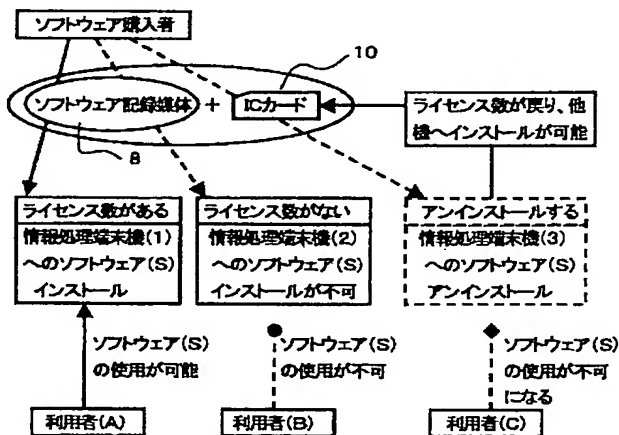 ソフトウェア購入者
10
ソフトウェア記録媒体 + ICカード
8
ライセンス数が戻り、他
機へインストールが可能
ライセンス数がある
情報処理端末機(1)
へのソフトウェア(S)
インストール
ライセンス数がない
情報処理端末機(2)
へのソフトウェア(S)
インストールが不可
アンインストールする
情報処理端末機(3)
へのソフトウェア(S)
アンインストール
ソフトウェア(S)
の使用が可能
ソフトウェア(S)
の使用が不可
ソフトウェア(S)
の使用が不可
になる
利用者(A)
利用者(B)
利用者(C)